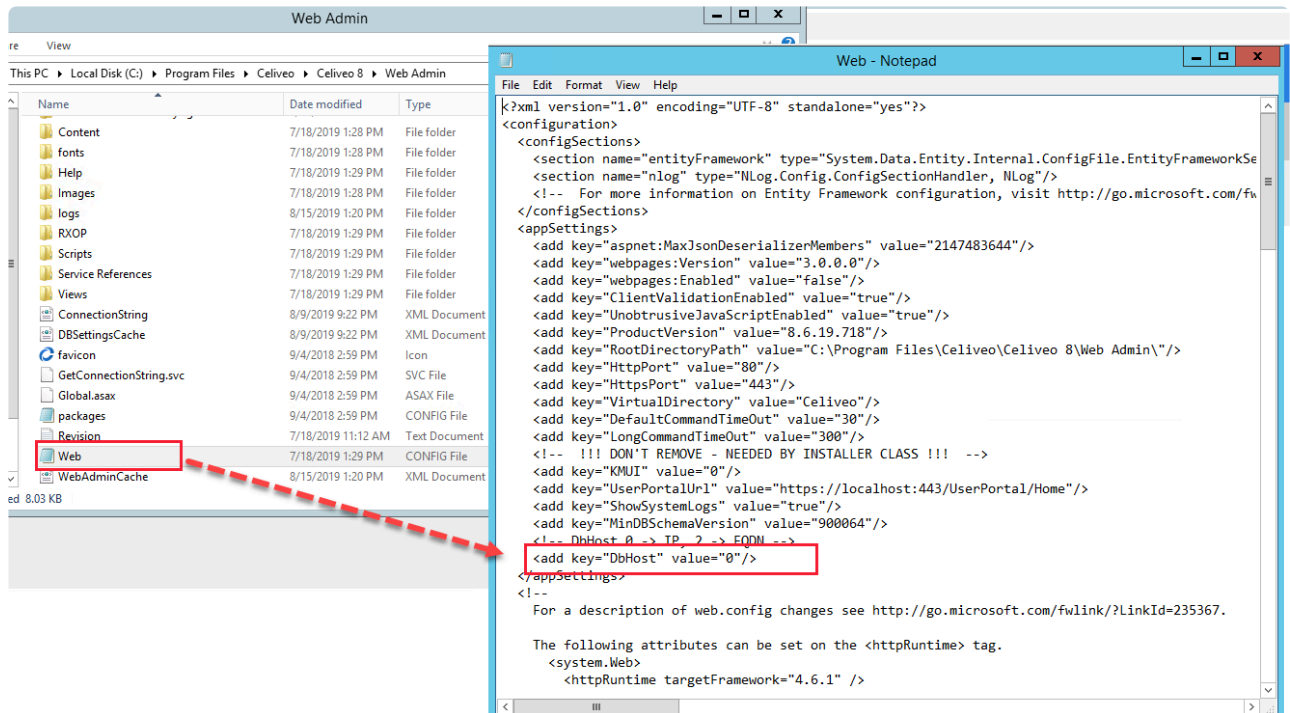 Web Admin
View
This PC Local Disk (C:) Program Files Celiveo Celiveo 8 Web Admin
Name Date modified Type
Content 7/18/2019 1:28 PM File folder
fonts 7/18/2019 1:28 PM File folder
Help 7/18/2019 1:29 PM File folder
Images 7/18/2019 1:28 PM File folder
logs 8/15/2019 1:20 PM File folder
RXOP 7/18/2019 1:29 PM File folder
Scripts 7/18/2019 1:29 PM File folder
Service References 7/18/2019 1:29 PM File folder
Views 7/18/2019 1:29 PM File folder
ConnectionString 8/9/2019 9:22 PM XML Document
DBSettingsCache 8/9/2019 9:22 PM XML Document
favicon 9/4/2018 2:59 PM Icon
GetConnectionString.svc 9/4/2018 2:59 PM SVC File
Global.asax 9/4/2018 2:59 PM ASAX File
packages 9/4/2018 2:59 PM CONFIG File
Revision 7/18/2019 11:12 AM Text Document
Web 7/18/2019 1:29 PM CONFIG File
WebAdminCache 8/15/2019 1:20 PM XML Document
8.03 KB
Web - Notepad
File Edit Format View Help
<?xml version="1.0" encoding="UTF-8" standalone="yes"?>
<configuration>
<configSections>
<section name="entityFramework" type="System.Data.Entity.Internal.ConfigFile.EntityFrameworkSe
<section name="nlog" type="NLog.Config.ConfigSectionHandler, NLog"/>
<!-- For more information on Entity Framework configuration, visit http://go.microsoft.com/fw
</configSections>
<appSettings>
<add key="aspnet:MaxJsonDeserializerMembers" value="2147483644"/>
<add key="webpages:Version" value="3.0.0.0"/>
<add key="webpages:Enabled" value="false"/>
<add key="ClientValidationEnabled" value="true"/>
<add key="UnobtrusiveJavaScriptEnabled" value="true"/>
<add key="ProductVersion" value="8.6.19.718"/>
<add key="RootDirectoryPath" value="C:\Program Files\Celiveo\Celiveo 8\Web Admin\"/>
<add key="HttpPort" value="80"/>
<add key="HttpsPort" value="443"/>
<add key="VirtualDirectory" value="Celiveo"/>
<add key="DefaultCommandTimeOut" value="30"/>
<add key="LongCommandTimeOut" value="300"/>
<!-- !!! DON'T REMOVE - NEEDED BY INSTALLER CLASS !!! -->
<add key="KMUI" value="0"/>
<add key="UserPortalUrl" value="https://localhost:443/UserPortal/Home"/>
<add key="ShowSystemLogs" value="true"/>
<add key="MinDBSchemaVersion" value="900064"/>
<!-- DbHost 0 -> IP, 2 -> FQDN -->
<add key="DbHost" value="0"/>
</appSettings>
<!--
For a description of web.config changes see http://go.microsoft.com/fwlink/?LinkId=235367.
The following attributes can be set on the <httpRuntime> tag.
<system.Web>
<httpRuntime targetFramework="4.6.1" />